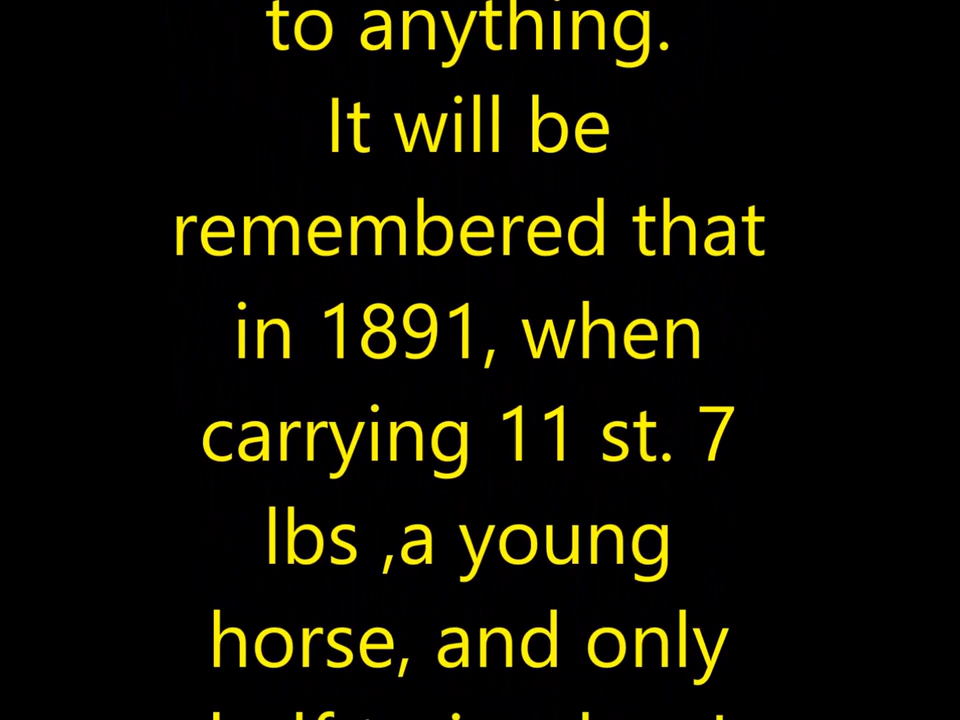 to anything.
It will be
remembered that
in 1891, when
carrying 11 st. 7
lbs ,a young
horse, and only